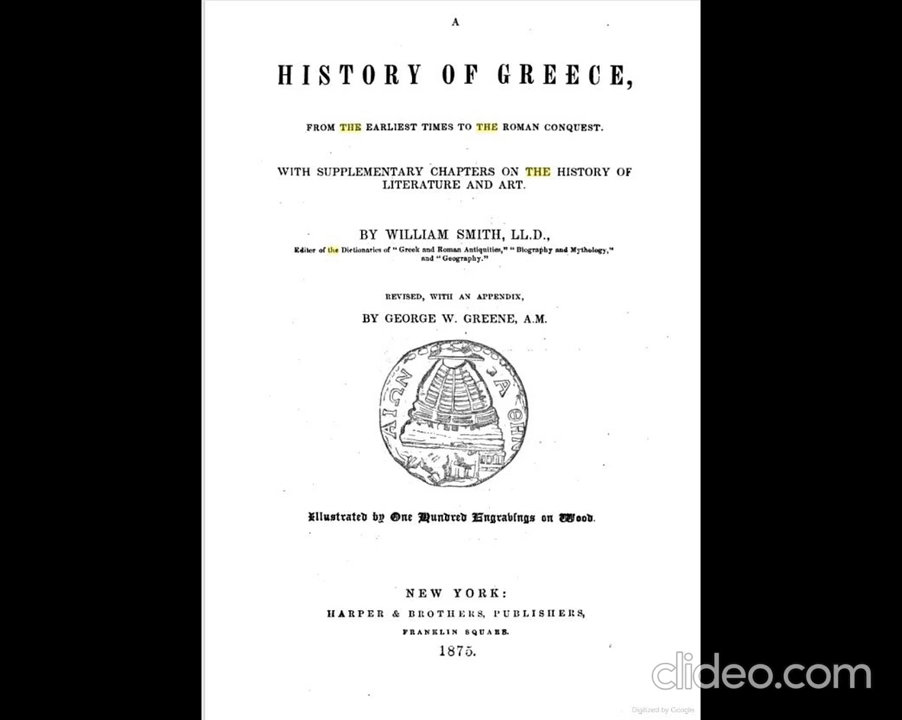 A
HISTORY OF GREECE,
FROM THE EARLIEST TIMES TO THE ROMAN CONQUEST.
WITH SUPPLEMENTARY CHAPTERS ON THE HISTORY OF
LITERATURE AND ART.
BY WILLIAM SMITH, LL.D.,
Editor of the Dictionaries of "Greek and Roman Antiquities," "Biography and Mythology,"
and "Geography."
REVISED, WITH AN APPENDIX,
BY GEORGE W. GREENE, A.M.
ΑΙΩΝ Α ΘΗΝ
Illustrated by One Hundred Engravings on Wood.
NEW YORK:
HARPER & BROTHERS, PUBLISHERS,
FRANKLIN SQUARE.
1875.
clideo.com
Digitized by Google